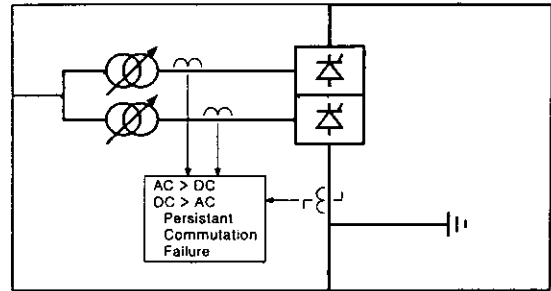 AC > DC
DC > AC
Persistant
Commutation
Failure